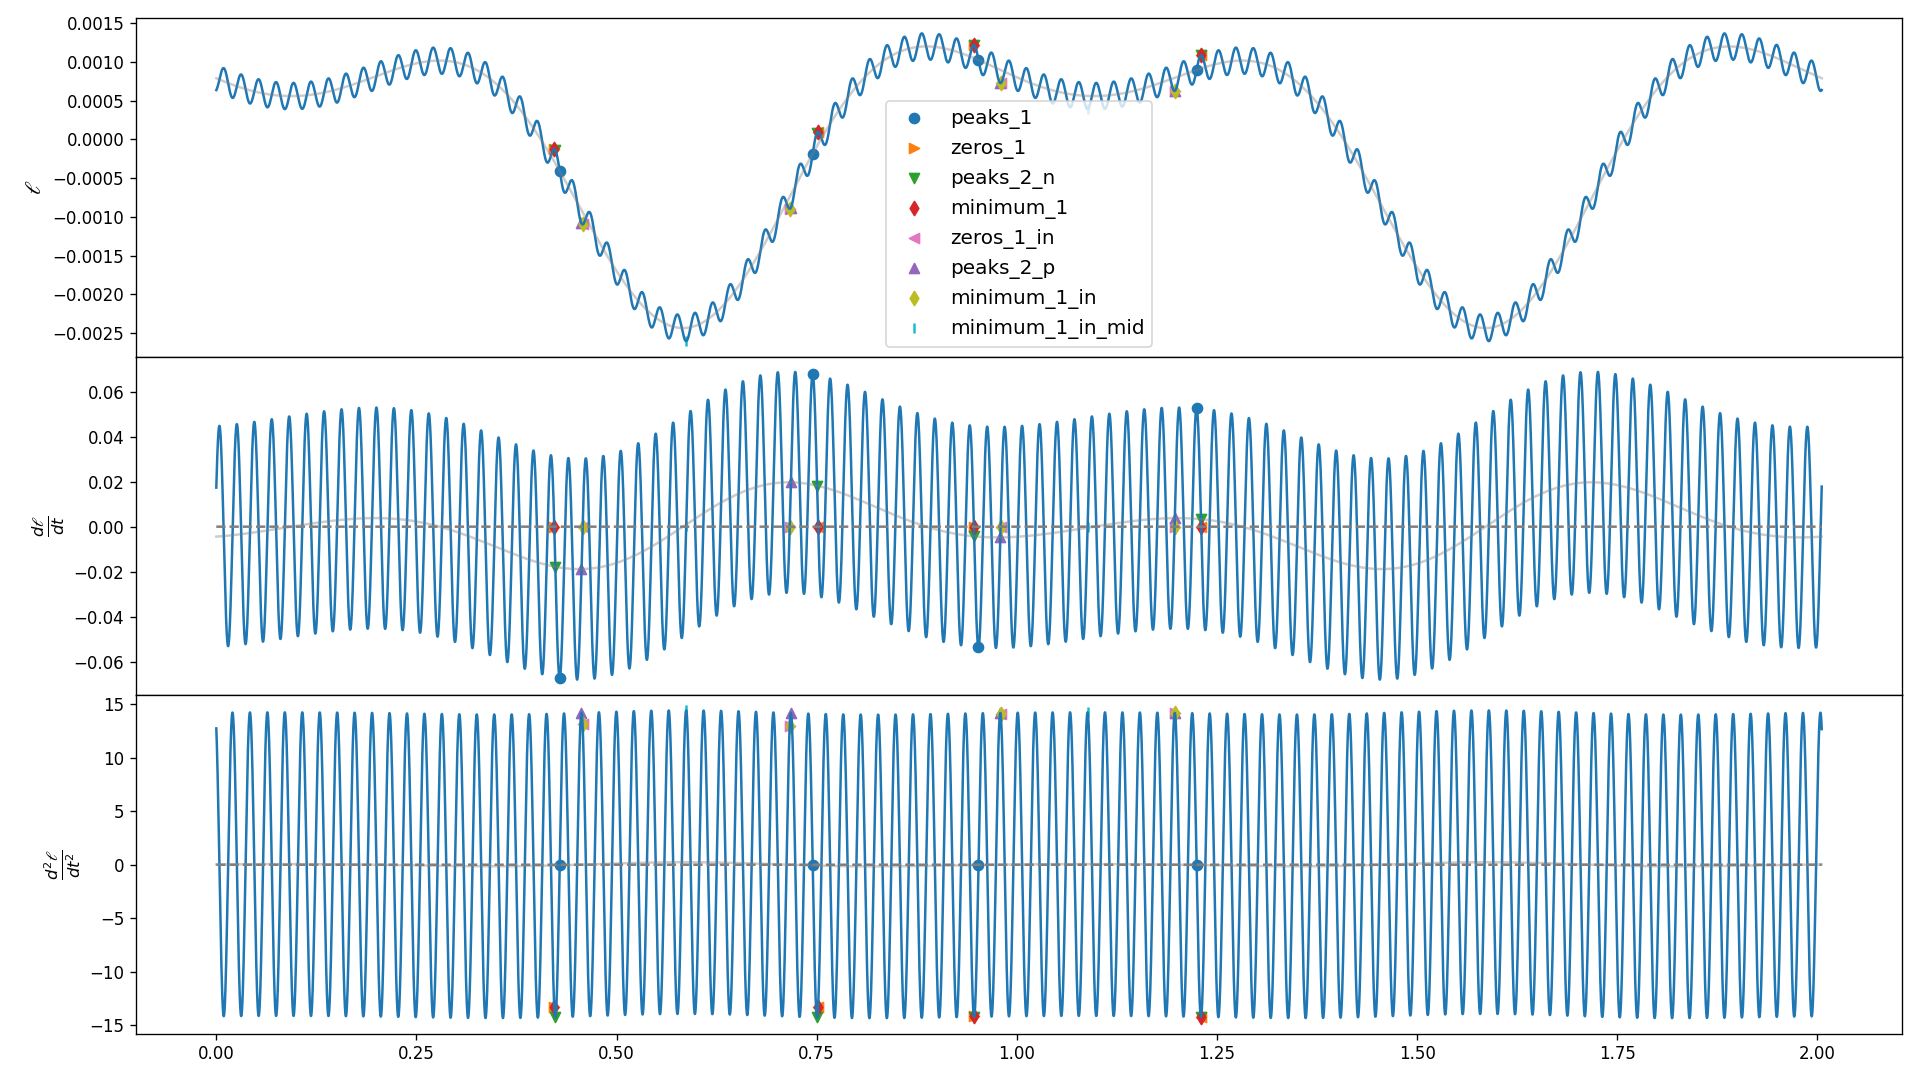 0.0015
0.0010
0.0005
0.0000
−0.0005
−0.0010
−0.0015
−0.0020
−0.0025
ℓ
peaks_1
zeros_1
peaks_2_n
minimum_1
zeros_1_in
peaks_2_p
minimum_1_in
minimum_1_in_mid
0.06
0.04
0.02
0.00
−0.02
−0.04
−0.06
dℓ
dt
15
10
5
0
−5
−10
−15
d²ℓ
dt²
0.00 0.25 0.50 0.75 1.00 1.25 1.50 1.75 2.00